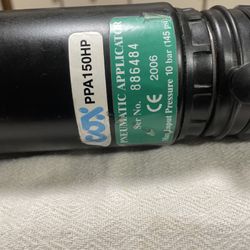 COX
PPA150HP
PNEUMATIC APPLICATOR
Ser No. 886484
CE 2006
Max Input Pressure 10 bar (145 psi)